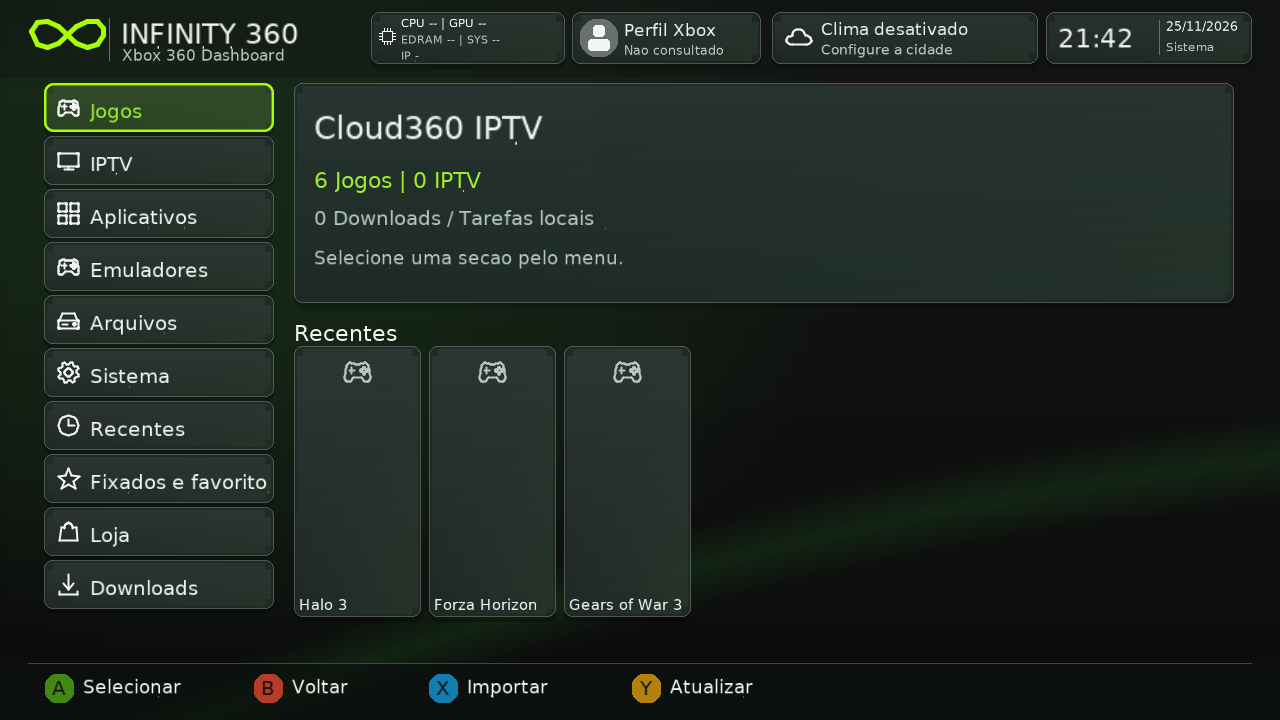 INFINITY 360
Xbox 360 Dashboard
CPU -- | GPU --
EDRAM -- | SYS --
IP -
Perfil Xbox
Nao consultado
Clima desativado
Configure a cidade
21:42
25/11/2026
Sistema
Jogos
IPTV
Aplicativos
Emuladores
Arquivos
Sistema
Recentes
Fixados e favorito
Loja
Downloads
Cloud360 IPTV
6 Jogos | 0 IPTV
0 Downloads / Tarefas locais
Selecione uma secao pelo menu.
Recentes
Halo 3
Forza Horizon
Gears of War 3
A Selecionar
B Voltar
X Importar
Y Atualizar